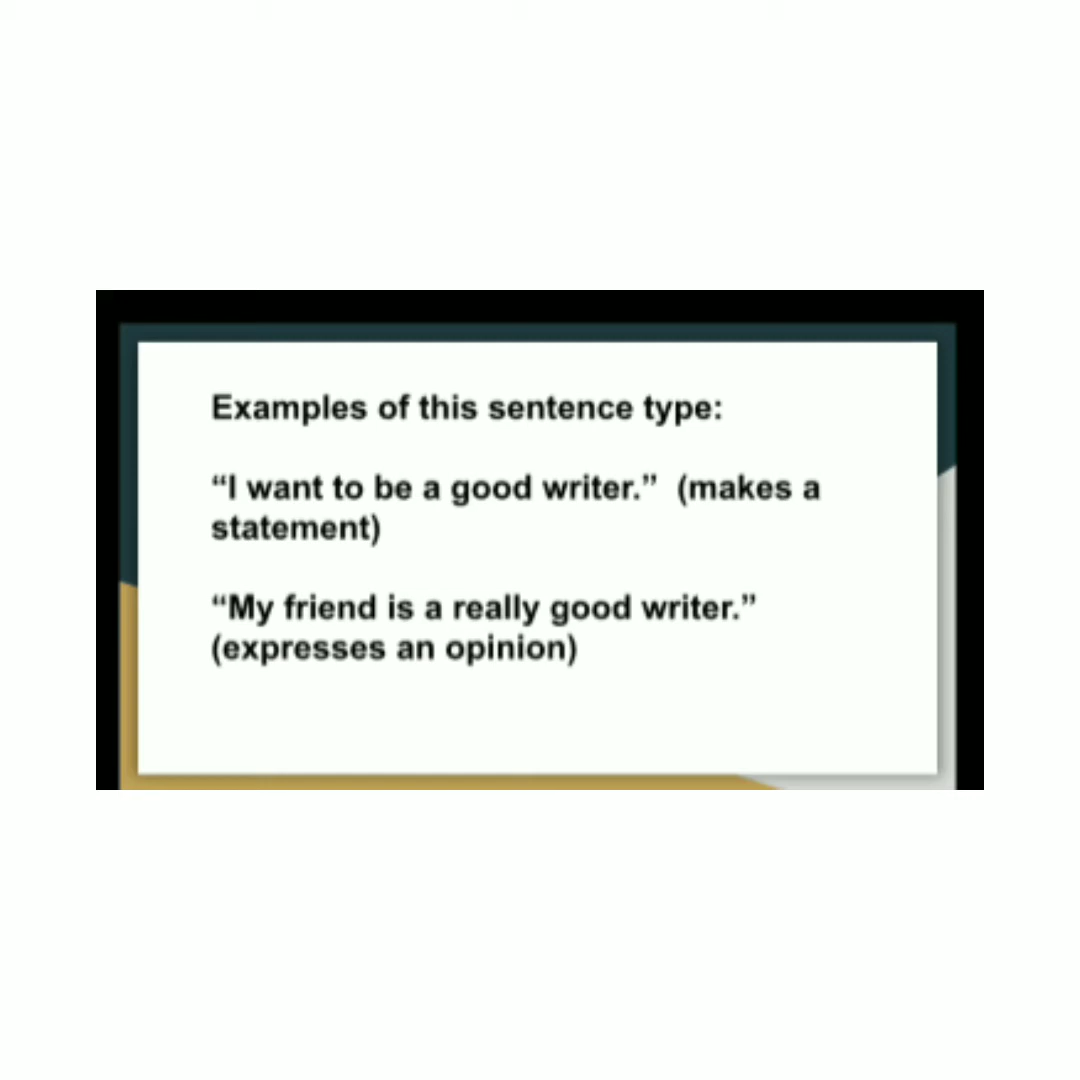 Examples of this sentence type:
“I want to be a good writer.”  (makes a
statement)
“My friend is a really good writer.”
(expresses an opinion)